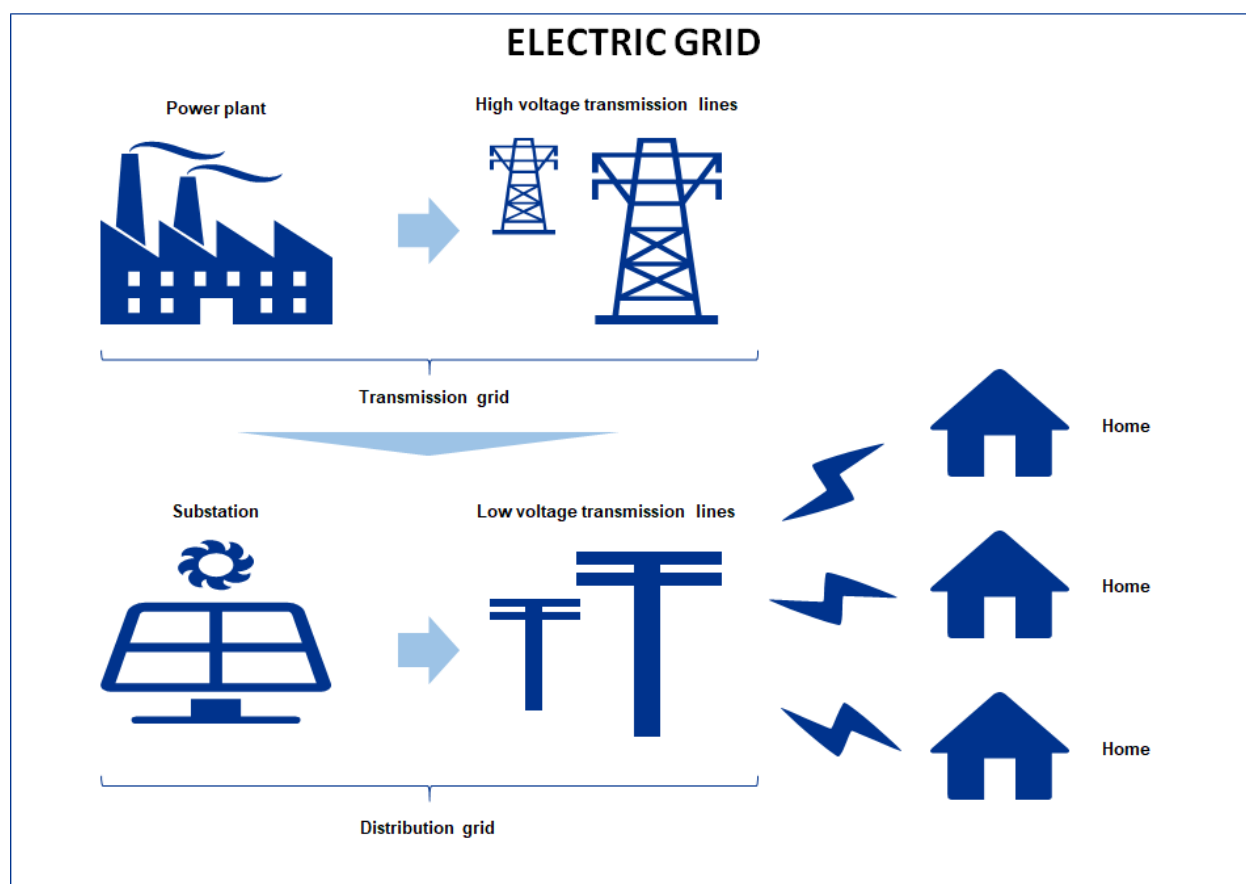 ELECTRIC GRID
Power plant
High voltage transmission lines
Transmission grid
Substation
Low voltage transmission lines
Home
Home
Home
Distribution grid